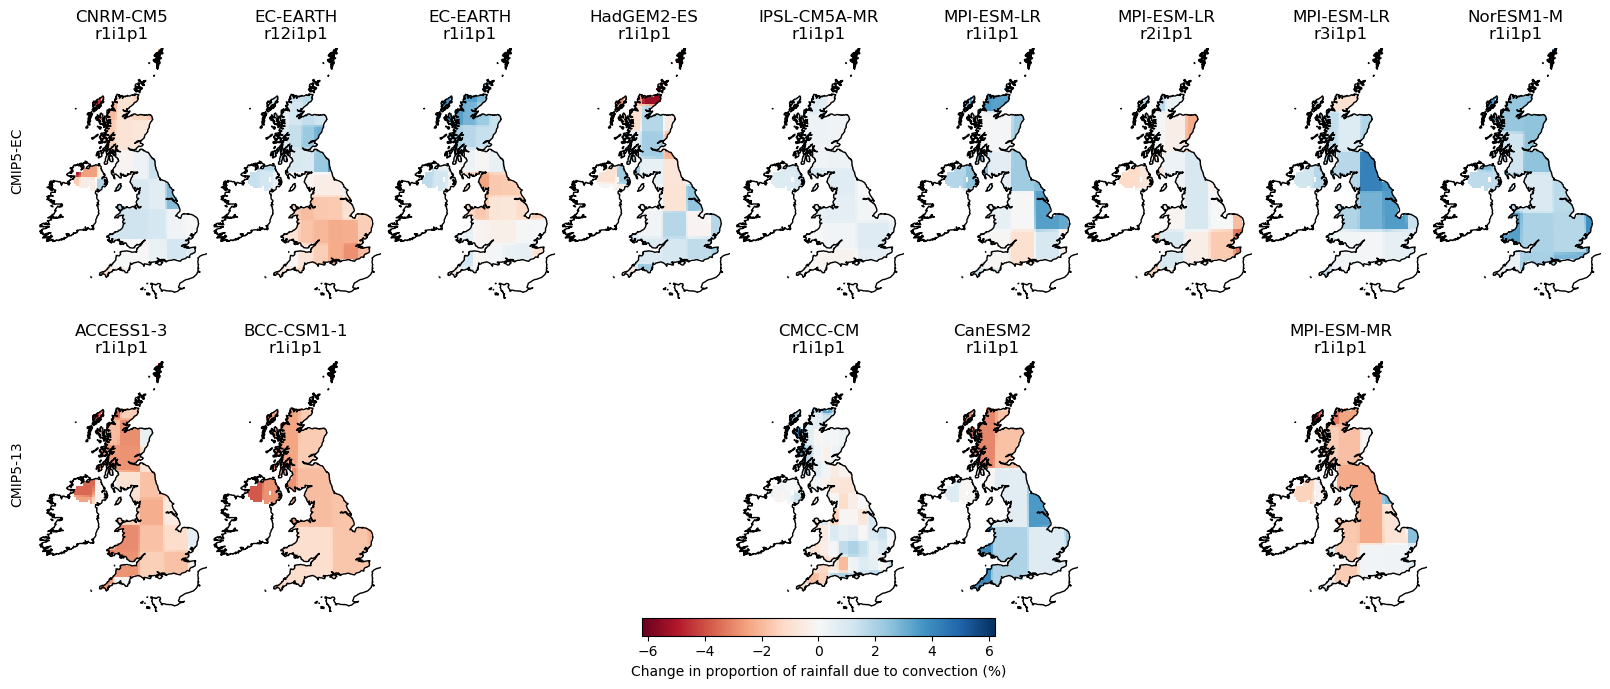 CNRM-CM5
r1i1p1
EC-EARTH
r12i1p1
EC-EARTH
r1i1p1
HadGEM2-ES
r1i1p1
IPSL-CM5A-MR
r1i1p1
MPI-ESM-LR
r1i1p1
MPI-ESM-LR
r2i1p1
MPI-ESM-LR
r3i1p1
NorESM1-M
r1i1p1
CMIP5-EC
ACCESS1-3
r1i1p1
BCC-CSM1-1
r1i1p1
CMCC-CM
r1i1p1
CanESM2
r1i1p1
MPI-ESM-MR
r1i1p1
CMIP5-13
−6 −4 −2 0 2 4 6
Change in proportion of rainfall due to convection (%)